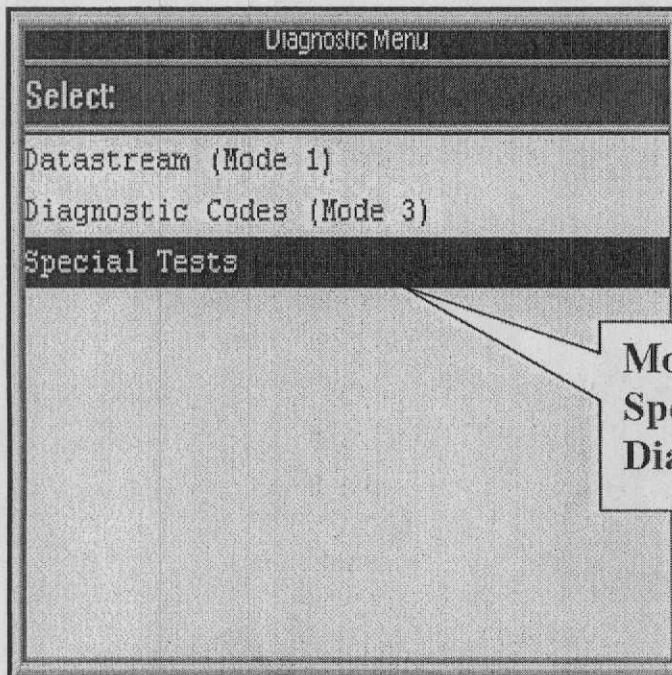 Diagnostic Menu
Select:
Datastream (Mode 1)
Diagnostic Codes (Mode 3)
Special Tests